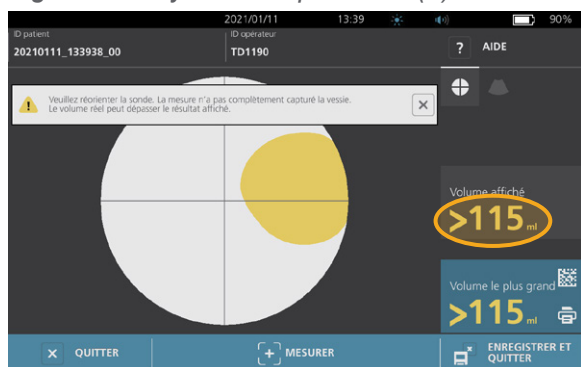 2021/01/11 13:39 90%
ID patient
20210111_133938_00
ID opérateur
TD1190
? AIDE
Veuillez réorienter la sonde. La mesure n'a pas complètement capturé la vessie.
Le volume réel peut dépasser le résultat affiché.
Volume affiché
>115 ml
Volume le plus grand
>115 ml
QUITTER
MESURER
ENREGISTRER ET
QUITTER